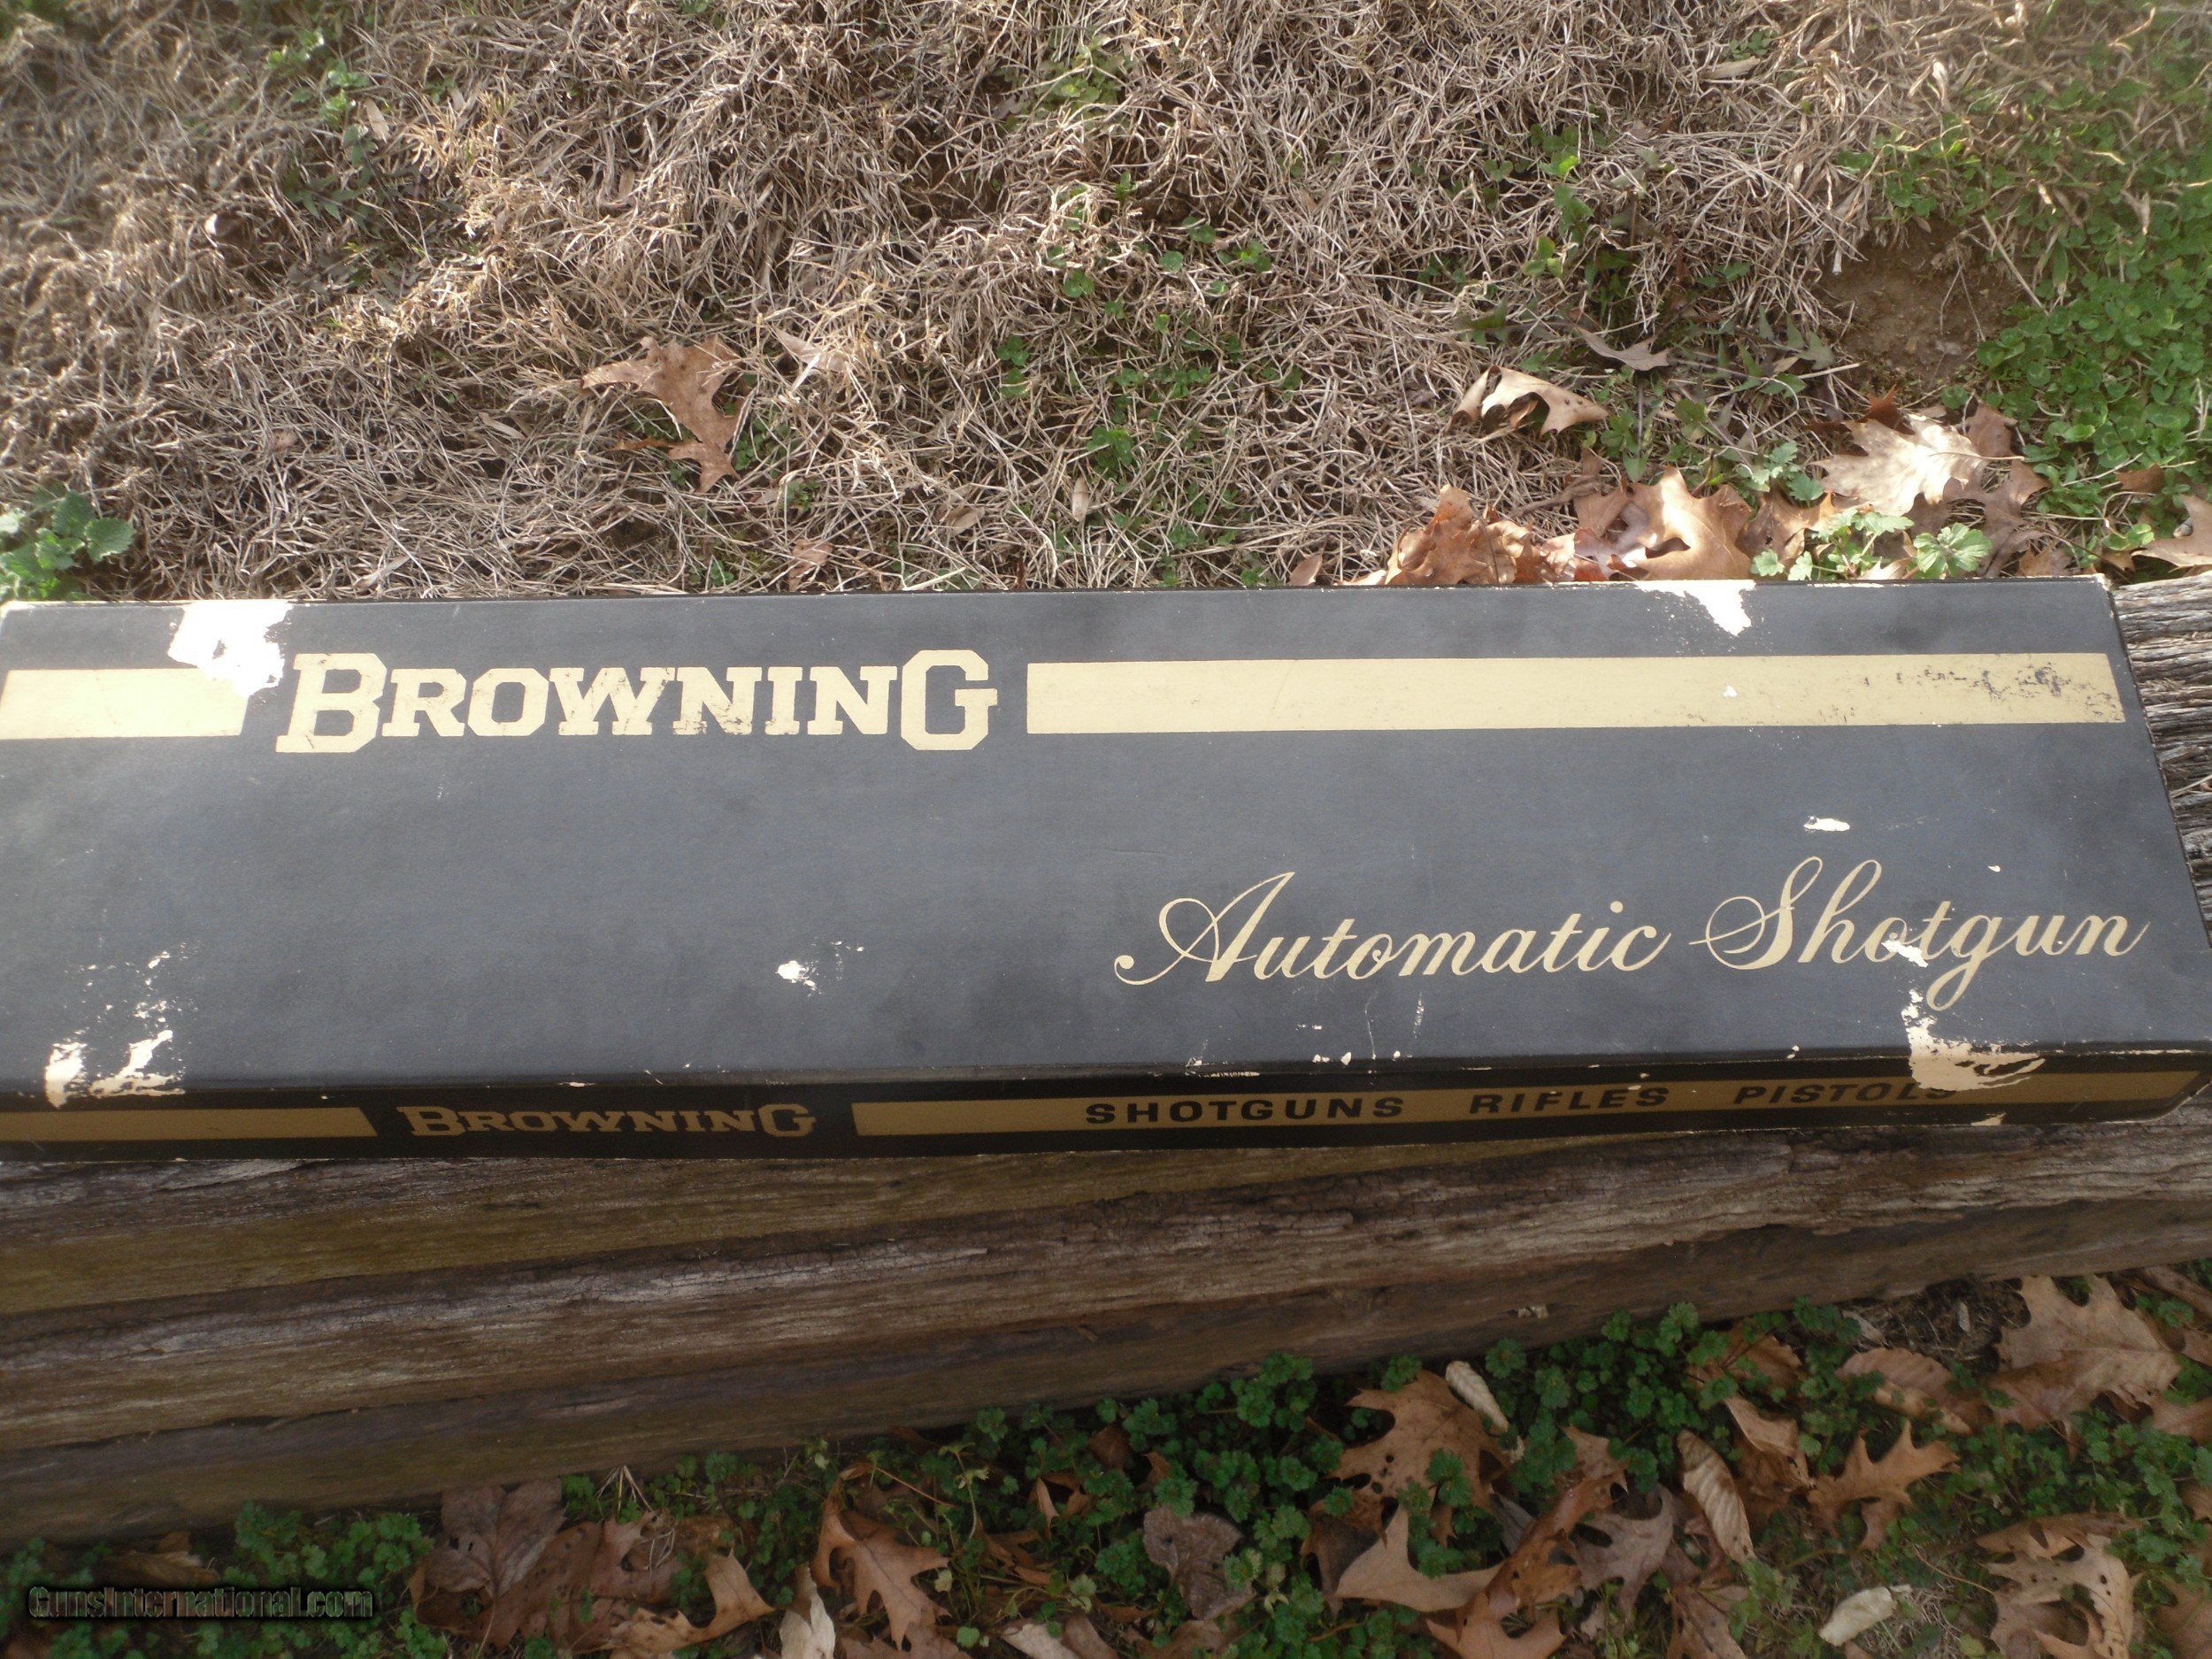 BROWNING
Automatic Shotgun
BROWNING SHOTGUNS RIFLES PISTOLS
GunsInternational.com